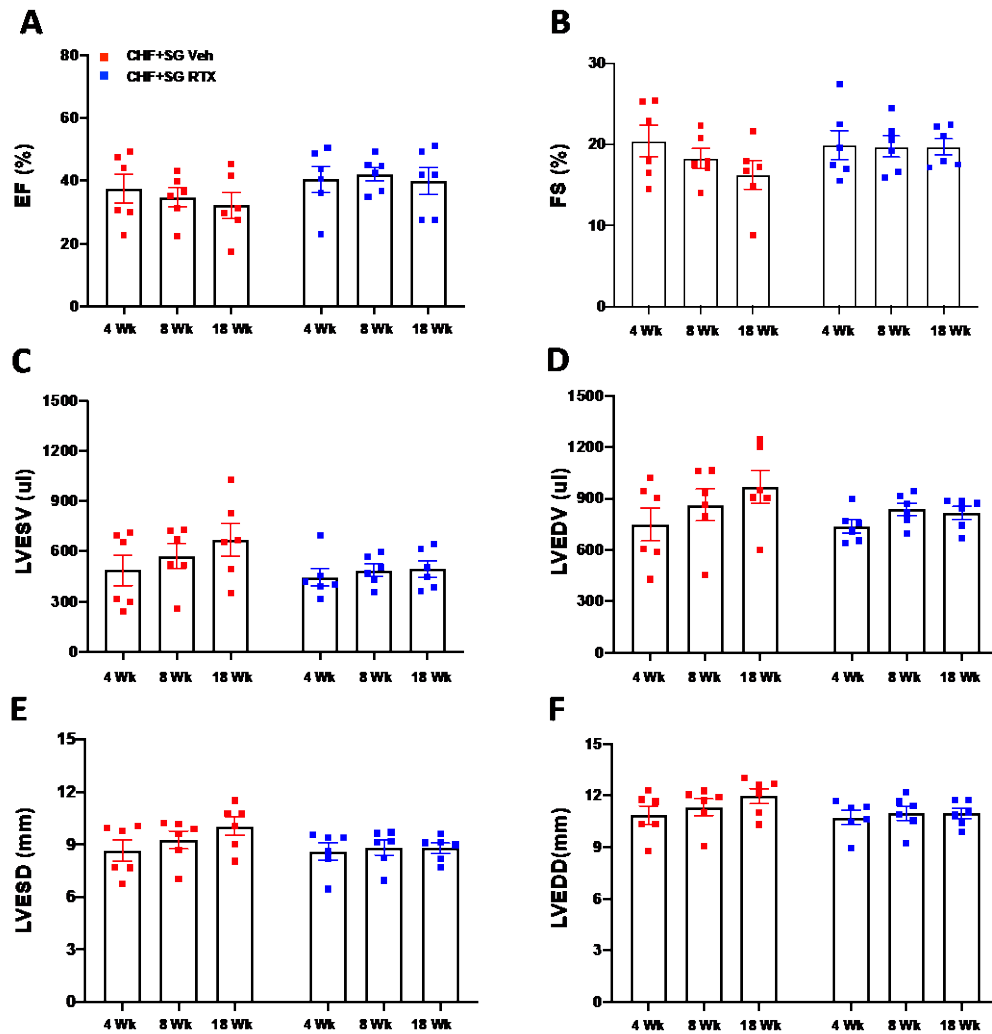 A
B
CHF+SG Veh
CHF+SG RTX
EF (%)
80
60
40
20
0
4 Wk 8 Wk 18 Wk 4 Wk 8 Wk 18 Wk
FS (%)
30
20
10
0
4 Wk 8 Wk 18 Wk 4 Wk 8 Wk 18 Wk
C
D
LVESV (ul)
1500
1200
900
600
300
0
4 Wk 8 Wk 18 Wk 4 Wk 8 Wk 18 Wk
LVEDV (ul)
1500
1200
900
600
300
0
4 Wk 8 Wk 18 Wk 4 Wk 8 Wk 18 Wk
E
F
LVESD (mm)
15
12
9
6
3
0
4 Wk 8 Wk 18 Wk 4 Wk 8 Wk 18 Wk
LVEDD(mm)
15
12
9
6
3
0
4 Wk 8 Wk 18 Wk 4 Wk 8 Wk 18 Wk